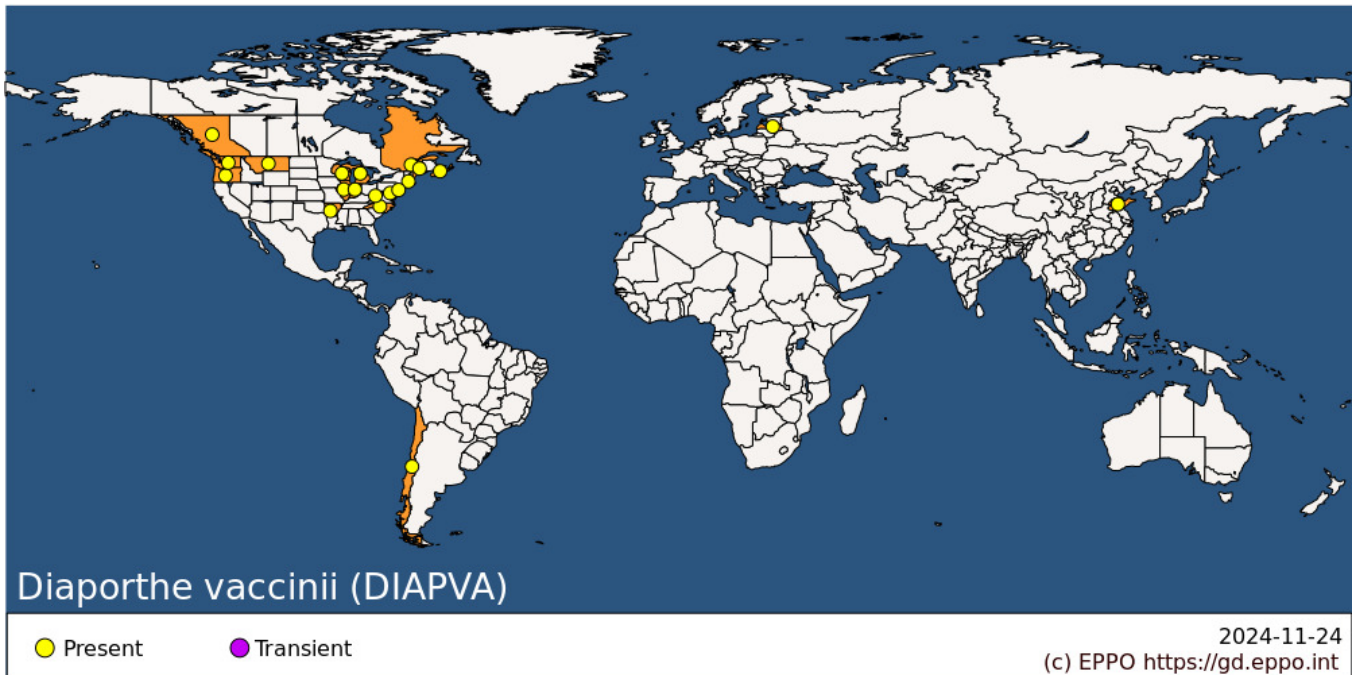 Diaporthe vaccinii (DIAPVA)
Present
Transient
2024-11-24
(c) EPPO https://gd.eppo.int